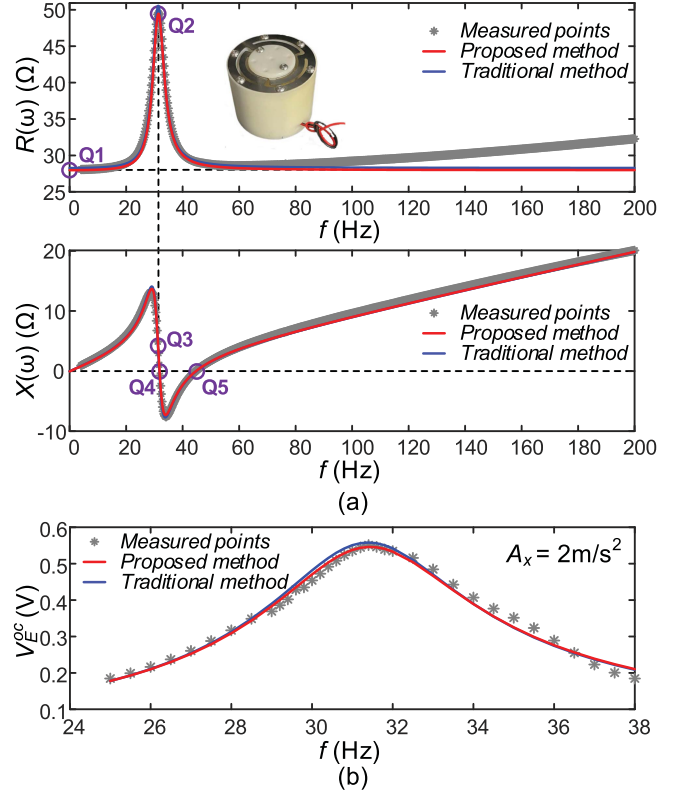 50
45
40
35
30
25
R(ω) (Ω)
Q1
Q2
Measured points
Proposed method
Traditional method
0 20 40 60 80 100 120 140 160 180 200
f (Hz)
20
10
0
-10
X(ω) (Ω)
Q3
Q4
Q5
Measured points
Proposed method
Traditional method
0 20 40 60 80 100 120 140 160 180 200
f (Hz)
(a)
0.6
0.5
0.4
0.3
0.2
0.1
V_E^oc (V)
Measured points
Proposed method
Traditional method
A_x = 2m/s²
24 26 28 30 32 34 36 38
f (Hz)
(b)